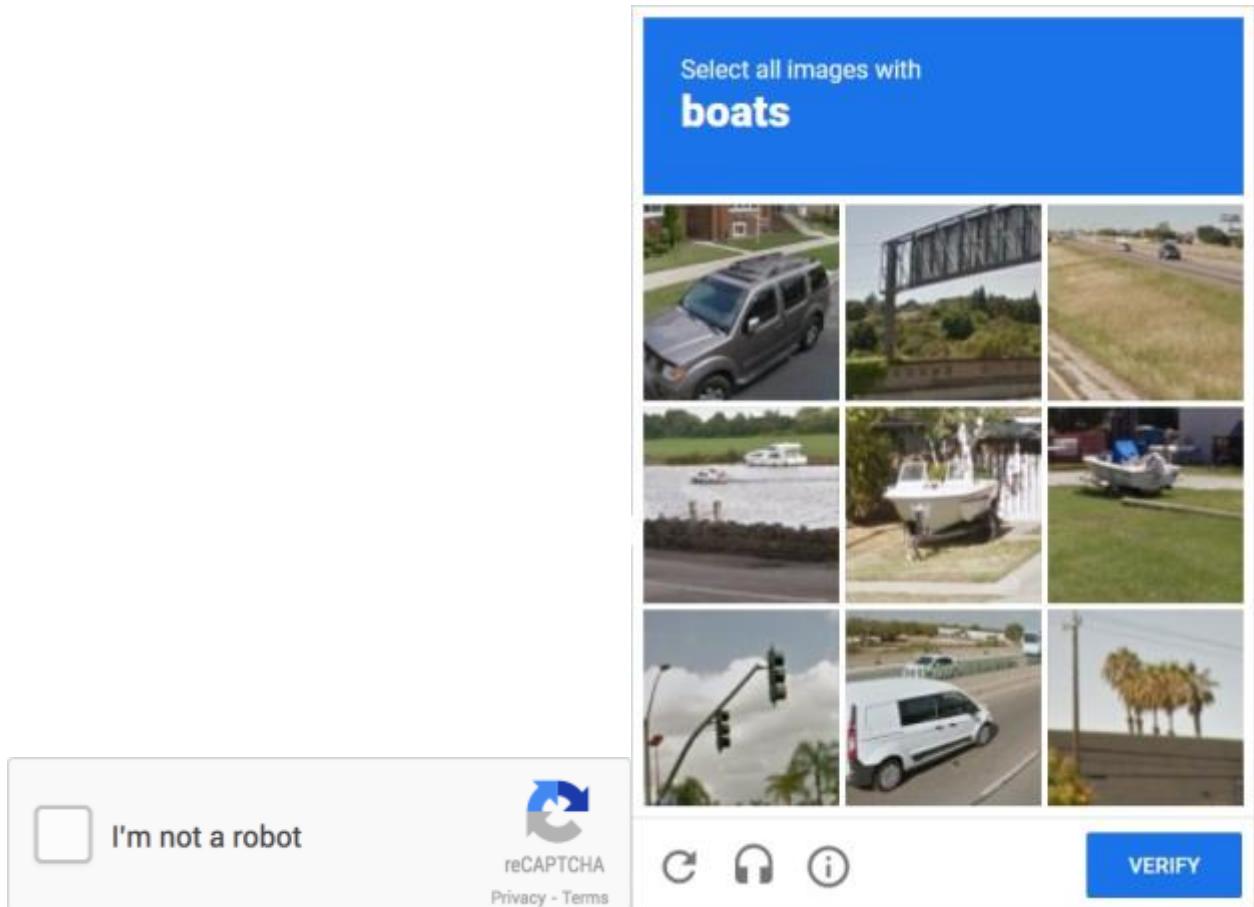 Select all images with
boats
I'm not a robot
reCAPTCHA
Privacy - Terms
VERIFY